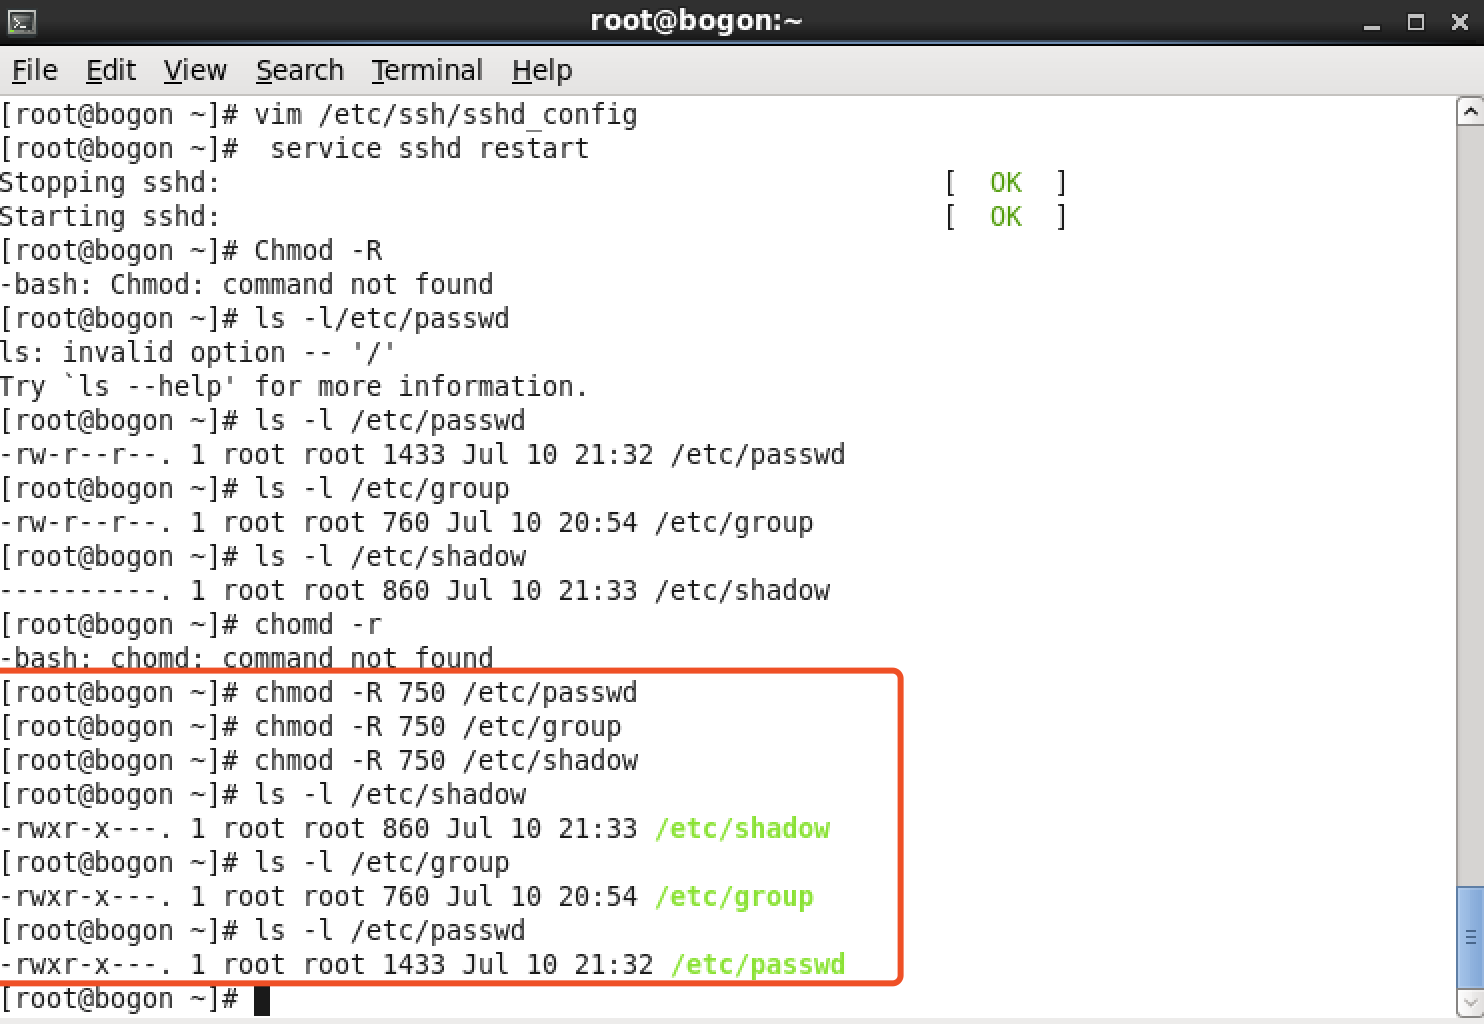 root@bogon:~
File Edit View Search Terminal Help
[root@bogon ~]# vim /etc/ssh/sshd_config
[root@bogon ~]#  service sshd restart
Stopping sshd:                                             [  OK  ]
Starting sshd:                                             [  OK  ]
[root@bogon ~]# Chmod -R
-bash: Chmod: command not found
[root@bogon ~]# ls -l/etc/passwd
ls: invalid option -- '/'
Try `ls --help' for more information.
[root@bogon ~]# ls -l /etc/passwd
-rw-r--r--. 1 root root 1433 Jul 10 21:32 /etc/passwd
[root@bogon ~]# ls -l /etc/group
-rw-r--r--. 1 root root 760 Jul 10 20:54 /etc/group
[root@bogon ~]# ls -l /etc/shadow
----------. 1 root root 860 Jul 10 21:33 /etc/shadow
[root@bogon ~]# chomd -r
-bash: chomd: command not found
[root@bogon ~]# chmod -R 750 /etc/passwd
[root@bogon ~]# chmod -R 750 /etc/group
[root@bogon ~]# chmod -R 750 /etc/shadow
[root@bogon ~]# ls -l /etc/shadow
-rwxr-x---. 1 root root 860 Jul 10 21:33 /etc/shadow
[root@bogon ~]# ls -l /etc/group
-rwxr-x---. 1 root root 760 Jul 10 20:54 /etc/group
[root@bogon ~]# ls -l /etc/passwd
-rwxr-x---. 1 root root 1433 Jul 10 21:32 /etc/passwd
[root@bogon ~]#